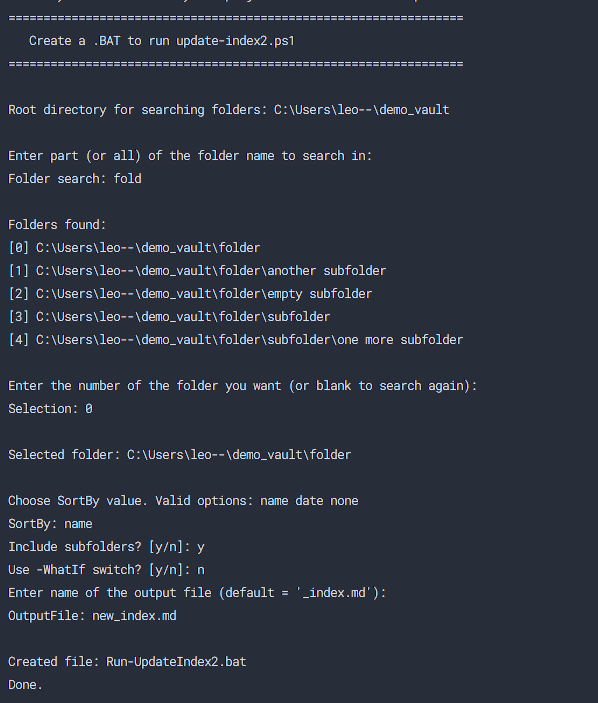 =================================================================
Create a .BAT to run update-index2.ps1
=================================================================
Root directory for searching folders: C:\Users\leo--\demo_vault
Enter part (or all) of the folder name to search in:
Folder search: fold
Folders found:
[0] C:\Users\leo--\demo_vault\folder
[1] C:\Users\leo--\demo_vault\folder\another subfolder
[2] C:\Users\leo--\demo_vault\folder\empty subfolder
[3] C:\Users\leo--\demo_vault\folder\subfolder
[4] C:\Users\leo--\demo_vault\folder\subfolder\one more subfolder
Enter the number of the folder you want (or blank to search again):
Selection: 0
Selected folder: C:\Users\leo--\demo_vault\folder
Choose SortBy value. Valid options: name date none
SortBy: name
Include subfolders? [y/n]: y
Use -WhatIf switch? [y/n]: n
Enter name of the output file (default = '_index.md'):
OutputFile: new_index.md
Created file: Run-UpdateIndex2.bat
Done.